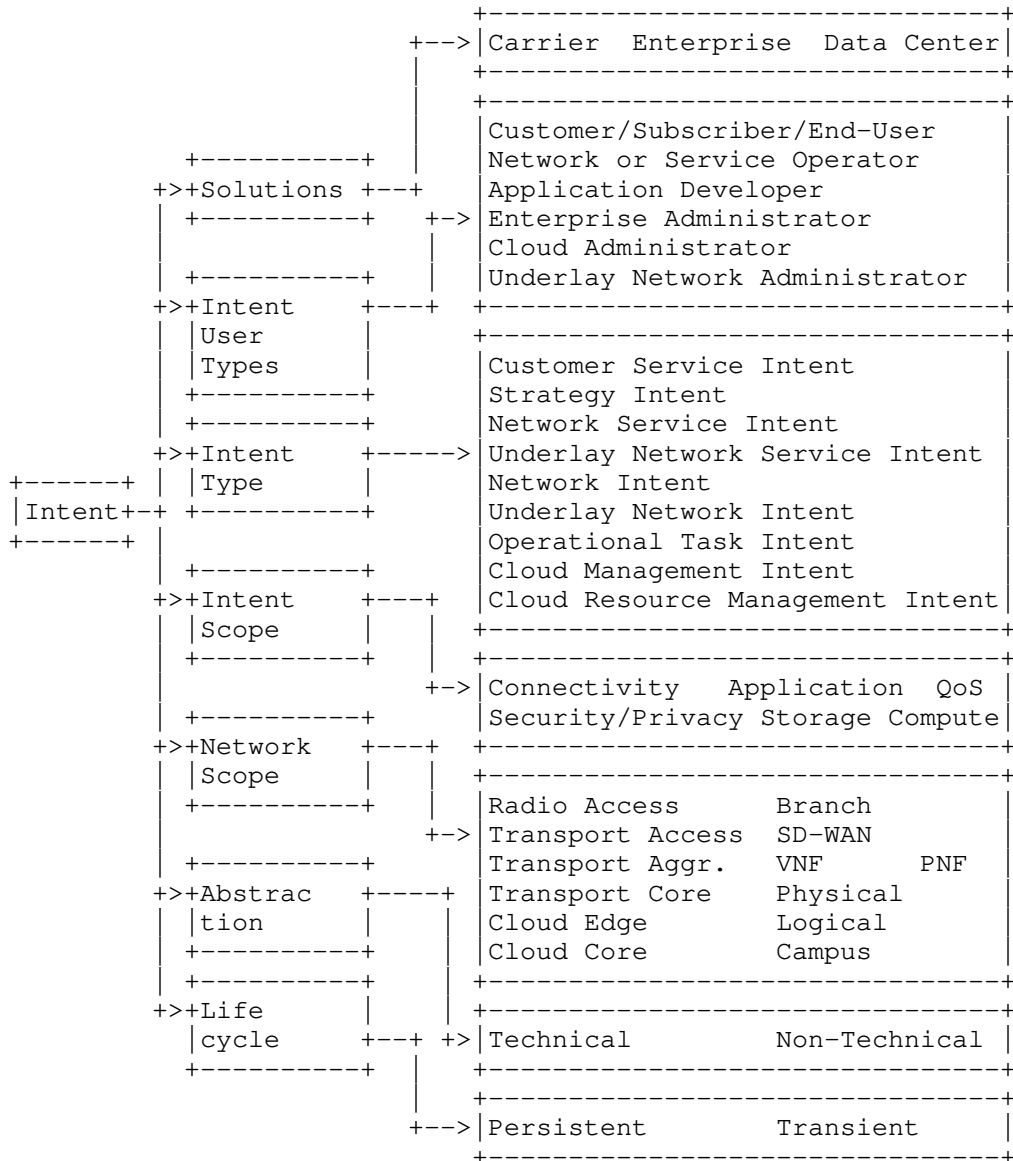 Carrier Enterprise Data Center
Customer/Subscriber/End-User
Network or Service Operator
Solutions
Application Developer
Enterprise Administrator
Cloud Administrator
Underlay Network Administrator
Intent
User
Types
Customer Service Intent
Strategy Intent
Network Service Intent
Intent
Type
Underlay Network Service Intent
Network Intent
Intent
Underlay Network Intent
Operational Task Intent
Cloud Management Intent
Intent
Scope
Cloud Resource Management Intent
Connectivity Application QoS
Security/Privacy Storage Compute
Network
Scope
Radio Access Branch
Transport Access SD-WAN
Transport Aggr. VNF PNF
Abstrac
tion
Transport Core Physical
Cloud Edge Logical
Cloud Core Campus
Life
cycle
Technical Non-Technical
Persistent Transient